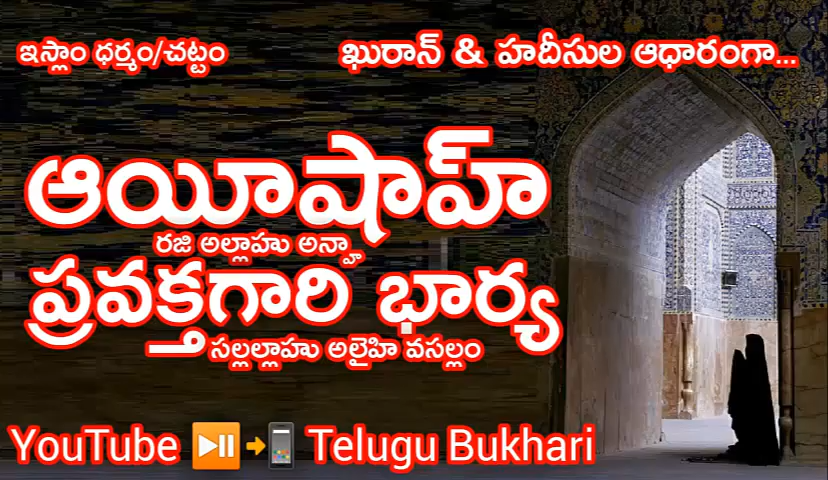 ఇస్లాం ధర్మం/చట్టం
ఖురాన్ & హదీసుల ఆధారంగా...
ఆయీషాహ్
రజి అల్లాహు అన్హా
ప్రవక్తగారి భార్య
సల్లల్లాహు అలైహి వసల్లం
YouTube ⏯️➜📱 Telugu Bukhari